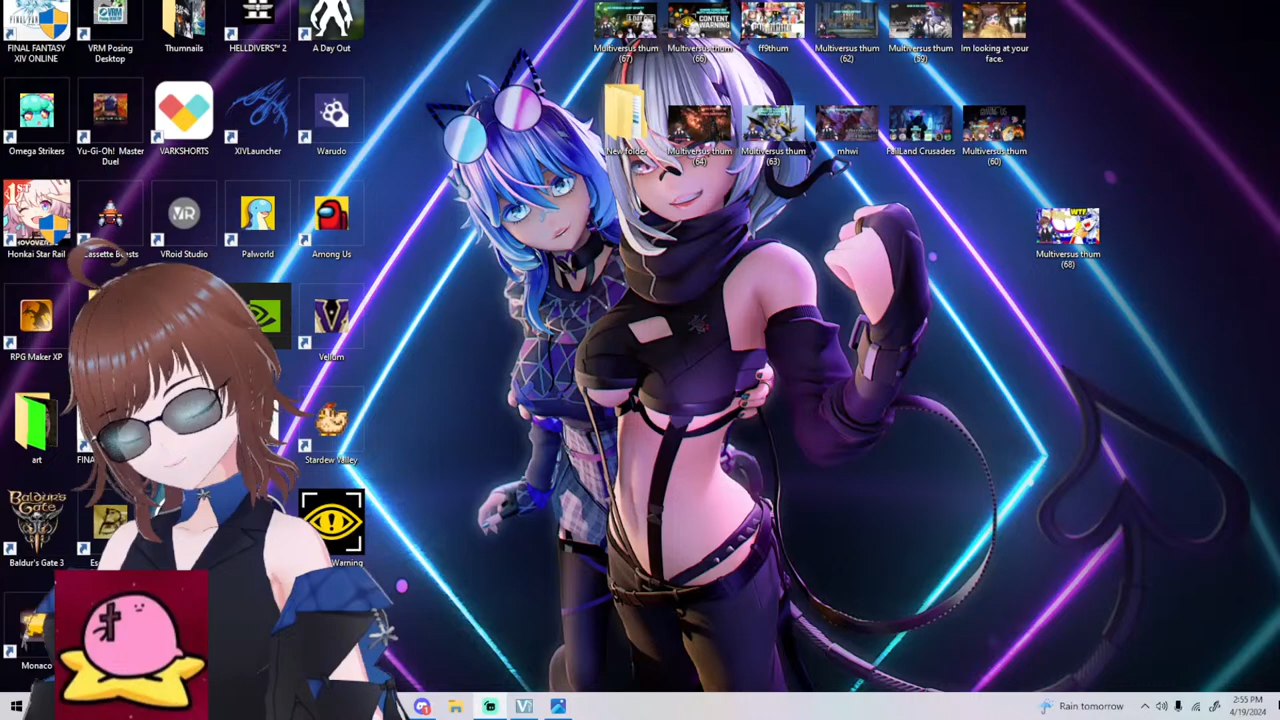 FINAL FANTASY
XIV ONLINE
VRM Posing
Desktop
Thumnails
HELLDIVERS™ 2
A Day Out
Multiversus thum
(67)
Multiversus thum
(66)
ff9thum
Multiversus thum
(62)
Multiversus thum
(59)
Im looking at your
face.
Omega Strikes
Yu-Gi-Oh! Master
Duel
VARKSHORTS
XIVLauncher
Warudo
New folder
Multiversus thum
(64)
Multiversus thum
(63)
mhwi
FallLand Crusaders
Multiversus thum
(60)
Honkai Star Rail
Cassette Beasts
VRoid Studio
Palworld
Among Us
Multiversus thum
(68)
RPG Maker XP
Vellum
art
FINA
Stardew Valley
Baldur's Gate 3
Es
Warning
Monaco
Rain tomorrow
2:55 PM
4/19/2024